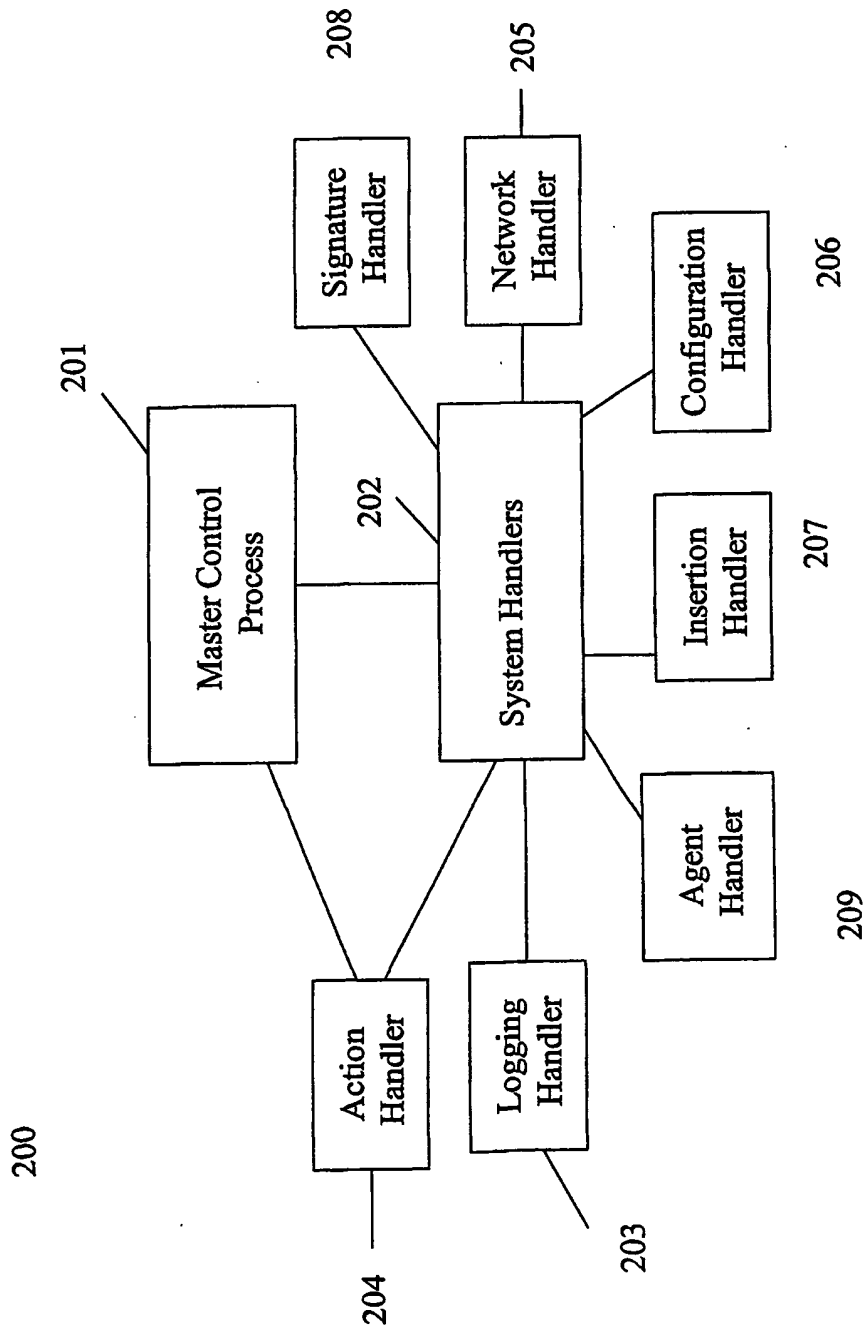 200
201
Master Control
Process
208
Signature
Handler
202
System Handlers
204
Action
Handler
203
Logging
Handler
Network
Handler
205
209
Agent
Handler
Insertion
Handler
207
Configuration
Handler
206